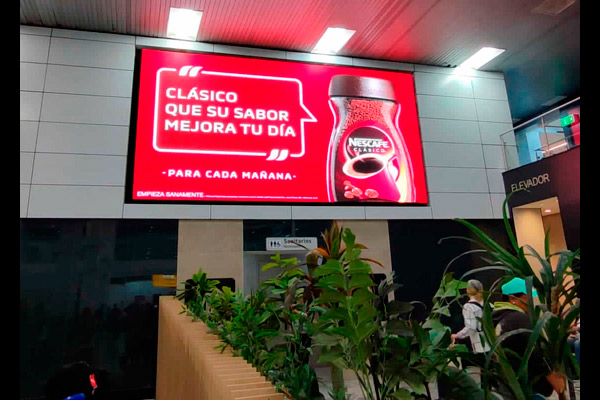 CLÁSICO
QUE SU SABOR
MEJORA TU DÍA
-PARA CADA MAÑANA-
EMPIEZA SANAMENTE.
NESCAFÉ
CLÁSICO
ELEVADOR
Sanitarios